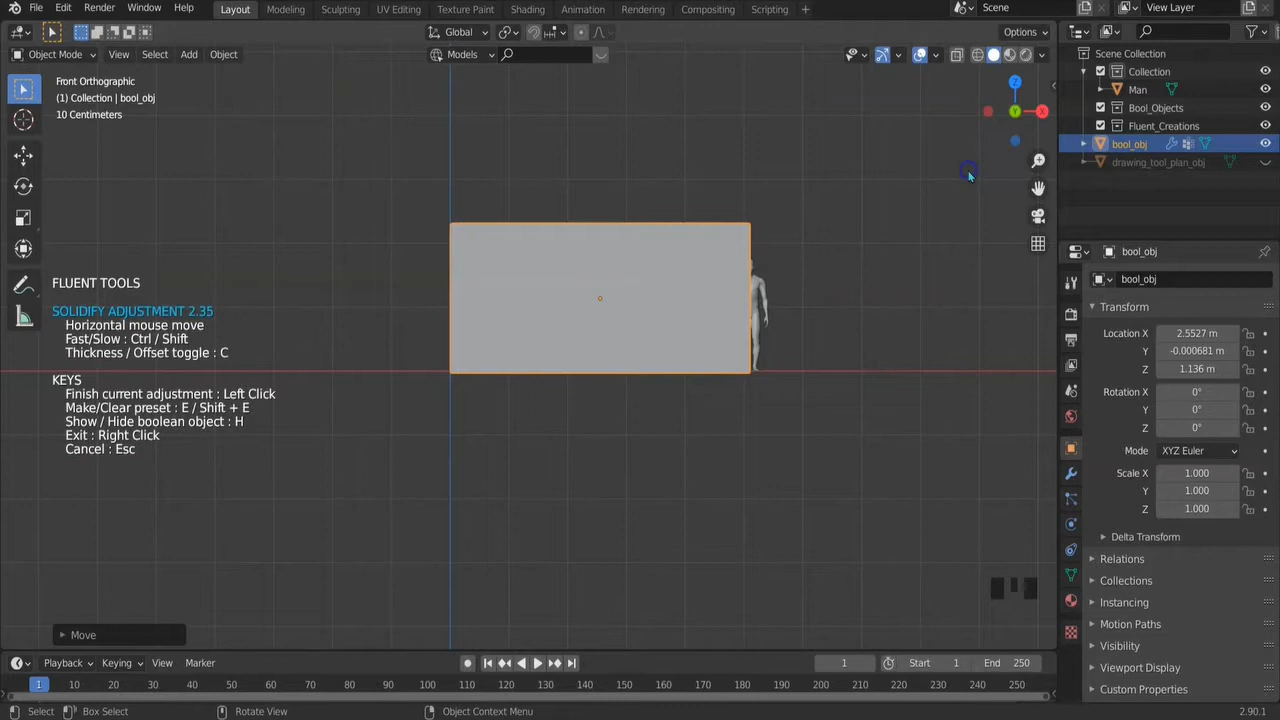 File Edit Render Window Help Layout Modeling Sculpting UV Editing Texture Paint Shading Animation Rendering Compositing Scripting + Scene View Layer
Global Options
Object Mode View Select Add Object Models
Front Orthographic
(1) Collection | bool_obj
10 Centimeters
Z
X
Y
FLUENT TOOLS
SOLIDIFY ADJUSTMENT 2.35
Horizontal mouse move
Fast/Slow : Ctrl / Shift
Thickness / Offset toggle : C
KEYS
Finish current adjustment : Left Click
Make/Clear preset : E / Shift + E
Show / Hide boolean object : H
Exit : Right Click
Cancel : Esc
Move
Scene Collection
Collection
Man
Bool_Objects
Fluent_Creations
bool_obj
drawing_tool_plan_obj
bool_obj
bool_obj
Transform
Location X 2.5527 m
Y -0.000681 m
Z 1.136 m
Rotation X 0°
Y 0°
Z 0°
Mode XYZ Euler
Scale X 1.000
Y 1.000
Z 1.000
Delta Transform
Relations
Collections
Instancing
Motion Paths
Visibility
Viewport Display
Custom Properties
Playback Keying View Marker 1 Start 1 End 250
1 10 20 30 40 50 60 70 80 90 100 110 120 130 140 150 160 170 180 190 200 210 220 230 240 250
Select Box Select Rotate View Object Context Menu 2.90.1